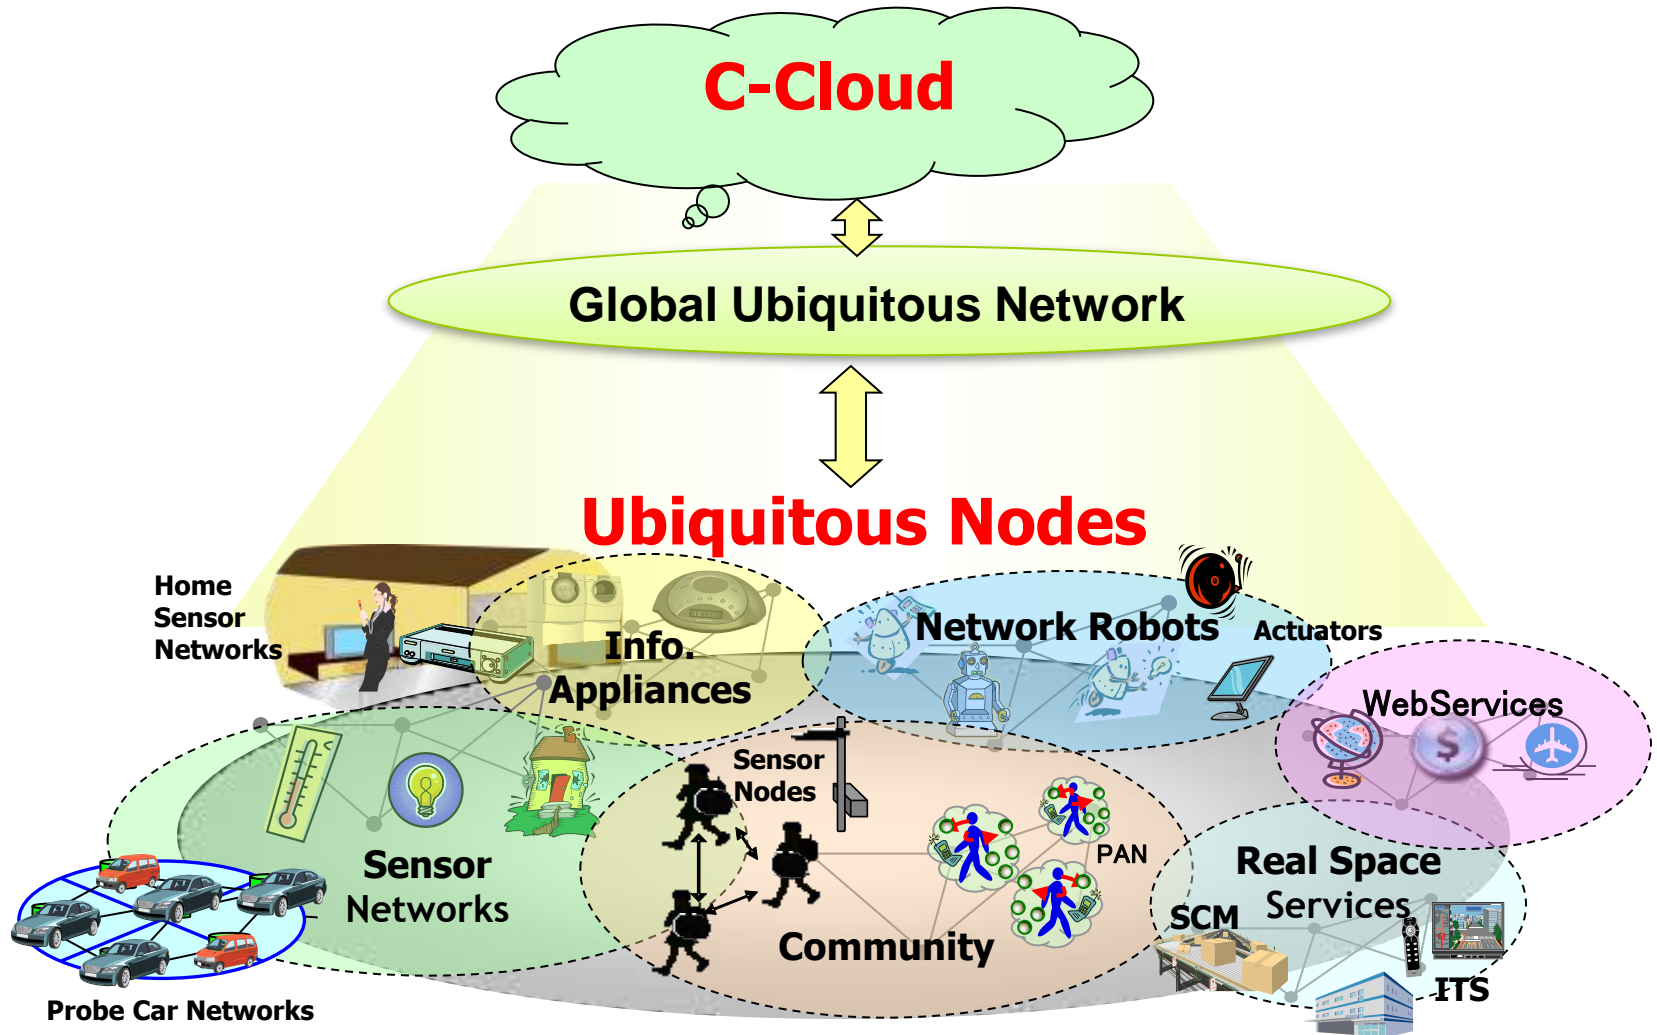 C-Cloud
Global Ubiquitous Network
Ubiquitous Nodes
Home
Sensor
Networks
Info.
Appliances
Network Robots
Actuators
WebServices
$
Sensor
Nodes
PAN
Sensor
Networks
Community
Real Space
Services
SCM
ITS
Probe Car Networks